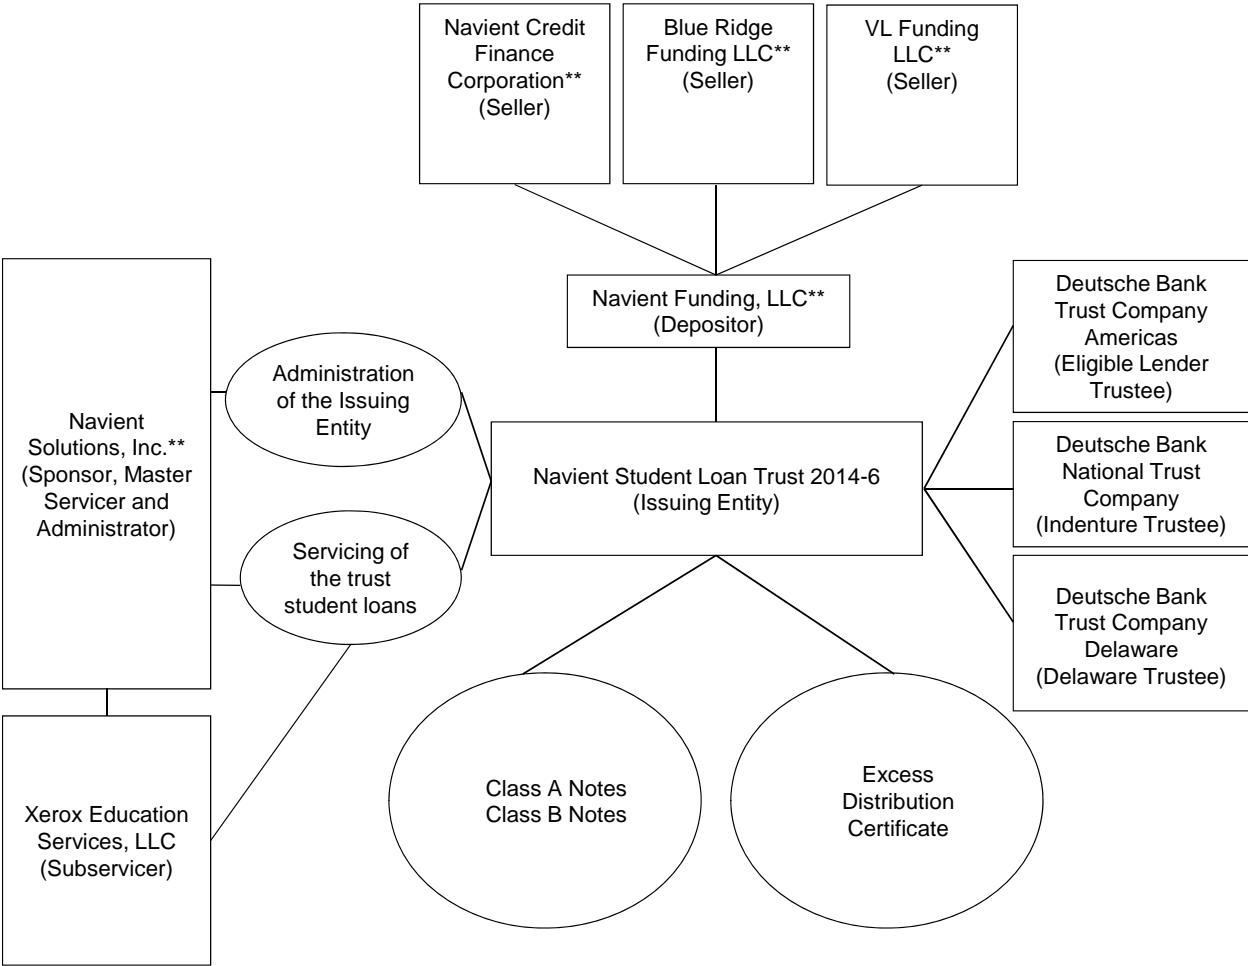 Navient Credit
Finance
Corporation**
(Seller)
Blue Ridge
Funding LLC**
(Seller)
VL Funding
LLC**
(Seller)
Navient Funding, LLC**
(Depositor)
Navient
Solutions, Inc.**
(Sponsor, Master
Servicer and
Administrator)
Administration
of the Issuing
Entity
Servicing of
the trust
student loans
Navient Student Loan Trust 2014-6
(Issuing Entity)
Deutsche Bank
Trust Company
Americas
(Eligible Lender
Trustee)
Deutsche Bank
National Trust
Company
(Indenture Trustee)
Deutsche Bank
Trust Company
Delaware
(Delaware Trustee)
Xerox Education
Services, LLC
(Subservicer)
Class A Notes
Class B Notes
Excess
Distribution
Certificate